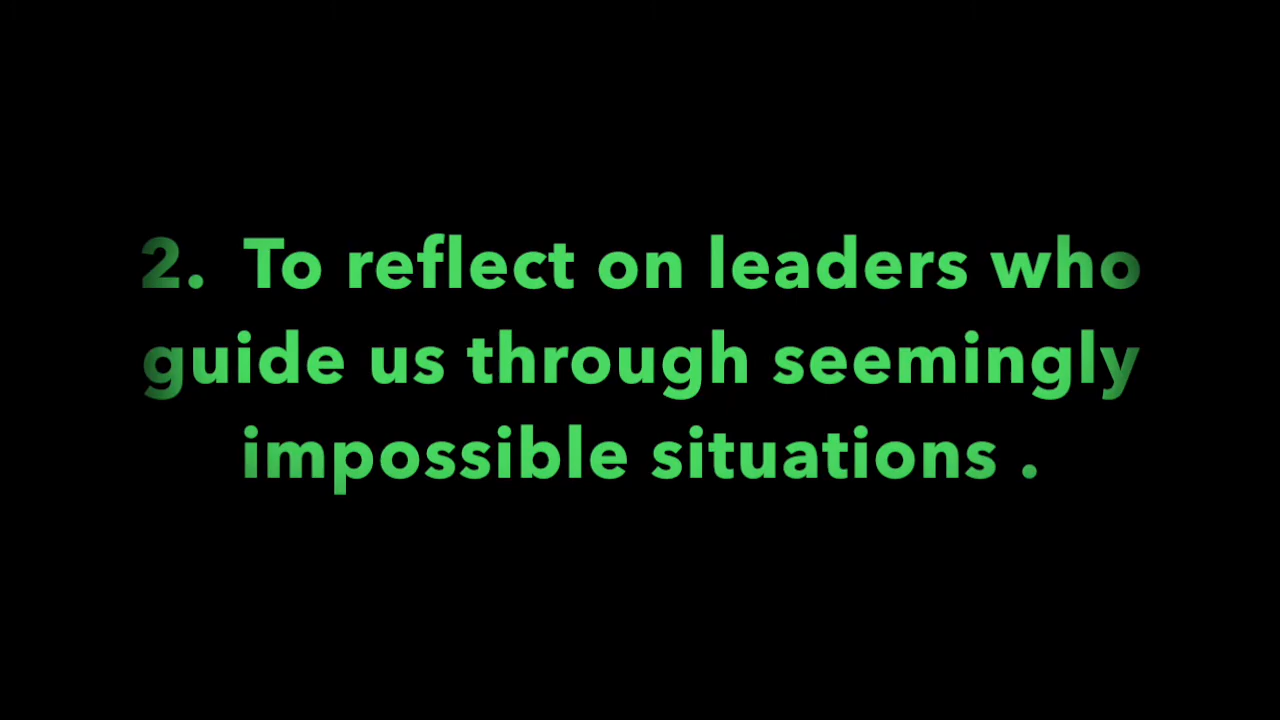 2.  To reflect on leaders who
guide us through seemingly
impossible situations .